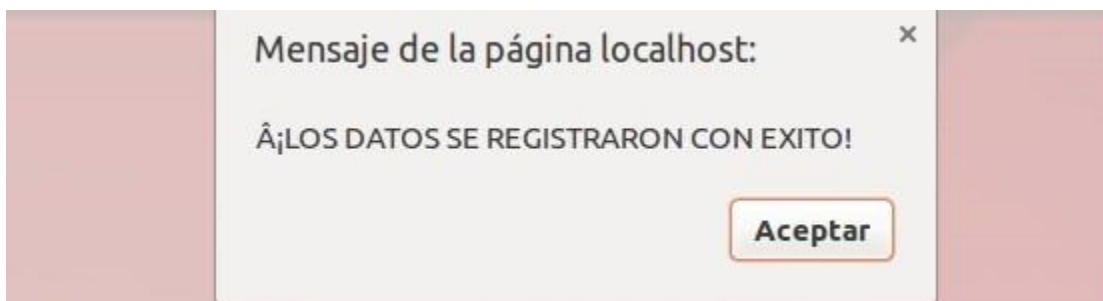 Mensaje de la página localhost:
Â¡LOS DATOS SE REGISTRARON CON EXITO!
Aceptar